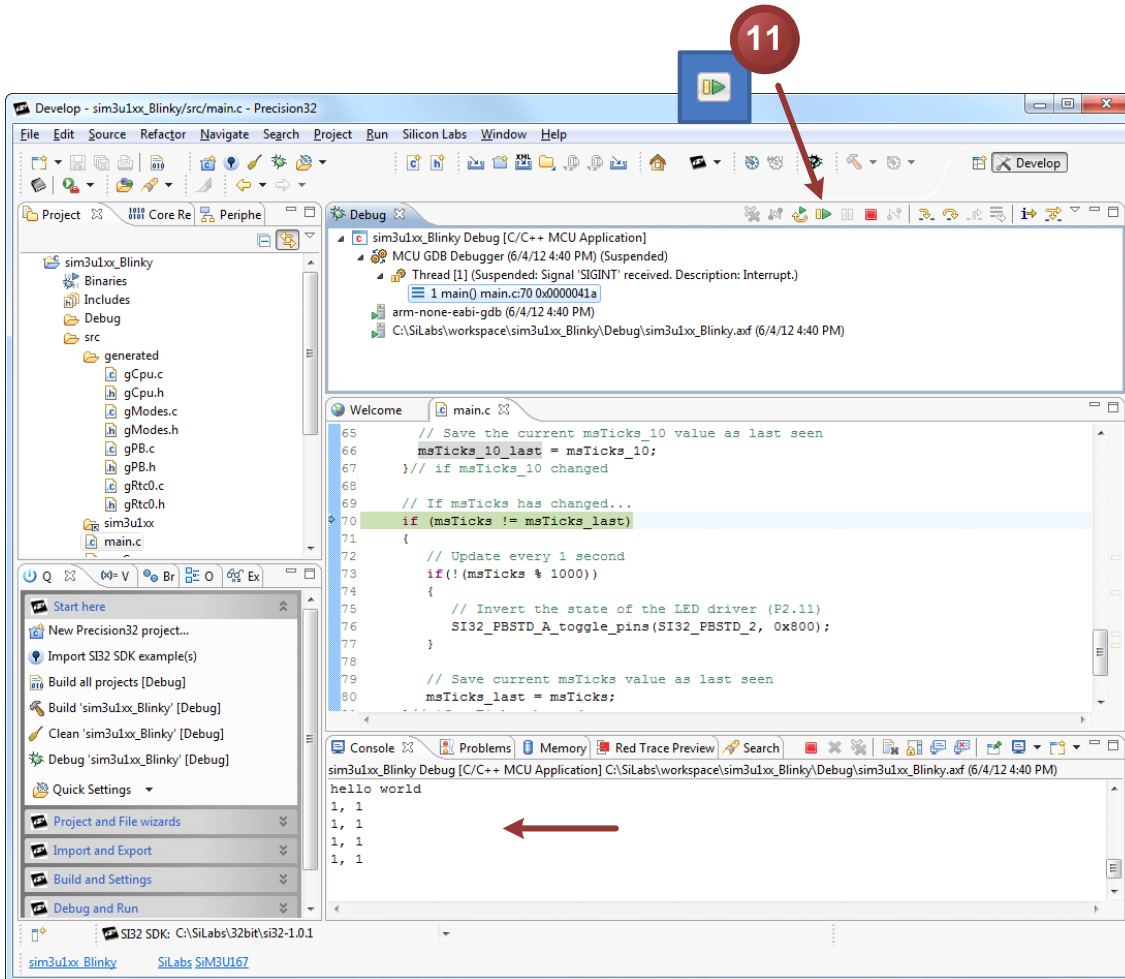 11
Develop - sim3u1xx_Blinky/src/main.c - Precision32
File Edit Source Refactor Navigate Search Project Run Silicon Labs Window Help
Develop
Project Core Re Periphe
sim3u1xx_Blinky
Binaries
Includes
Debug
src
generated
gCpu.c
gCpu.h
gModes.c
gModes.h
gPB.c
gPB.h
gRtc0.c
gRtc0.h
sim3u1xx
main.c
Debug
sim3u1xx_Blinky Debug [C/C++ MCU Application]
MCU GDB Debugger (6/4/12 4:40 PM) (Suspended)
Thread [1] (Suspended: Signal 'SIGINT' received. Description: Interrupt.)
1 main() main.c:70 0x0000041a
arm-none-eabi-gdb (6/4/12 4:40 PM)
C:\SiLabs\workspace\sim3u1xx_Blinky\Debug\sim3u1xx_Blinky.axf (6/4/12 4:40 PM)
Welcome main.c
65 // Save the current msTicks_10 value as last seen
66 msTicks_10_last = msTicks_10;
67 }// if msTicks_10 changed
68
69 // If msTicks has changed...
70 if (msTicks != msTicks_last)
71 {
72 // Update every 1 second
73 if(!(msTicks % 1000))
74 {
75 // Invert the state of the LED driver (P2.11)
76 SI32_PBSTD_A_toggle_pins(SI32_PBSTD_2, 0x800);
77 }
78
79 // Save current msTicks value as last seen
80 msTicks_last = msTicks;
Q (x)= V Br O Ex
Start here
New Precision32 project...
Import SI32 SDK example(s)
Build all projects [Debug]
Build 'sim3u1xx_Blinky' [Debug]
Clean 'sim3u1xx_Blinky' [Debug]
Debug 'sim3u1xx_Blinky' [Debug]
Quick Settings
Project and File wizards
Import and Export
Build and Settings
Debug and Run
Console Problems Memory Red Trace Preview Search
sim3u1xx_Blinky Debug [C/C++ MCU Application] C:\SiLabs\workspace\sim3u1xx_Blinky\Debug\sim3u1xx_Blinky.axf (6/4/12 4:40 PM)
hello world
1, 1
1, 1
1, 1
1, 1
SI32 SDK: C:\SiLabs\32bit\si32-1.0.1
sim3u1xx_Blinky SiLabs SiM3U167